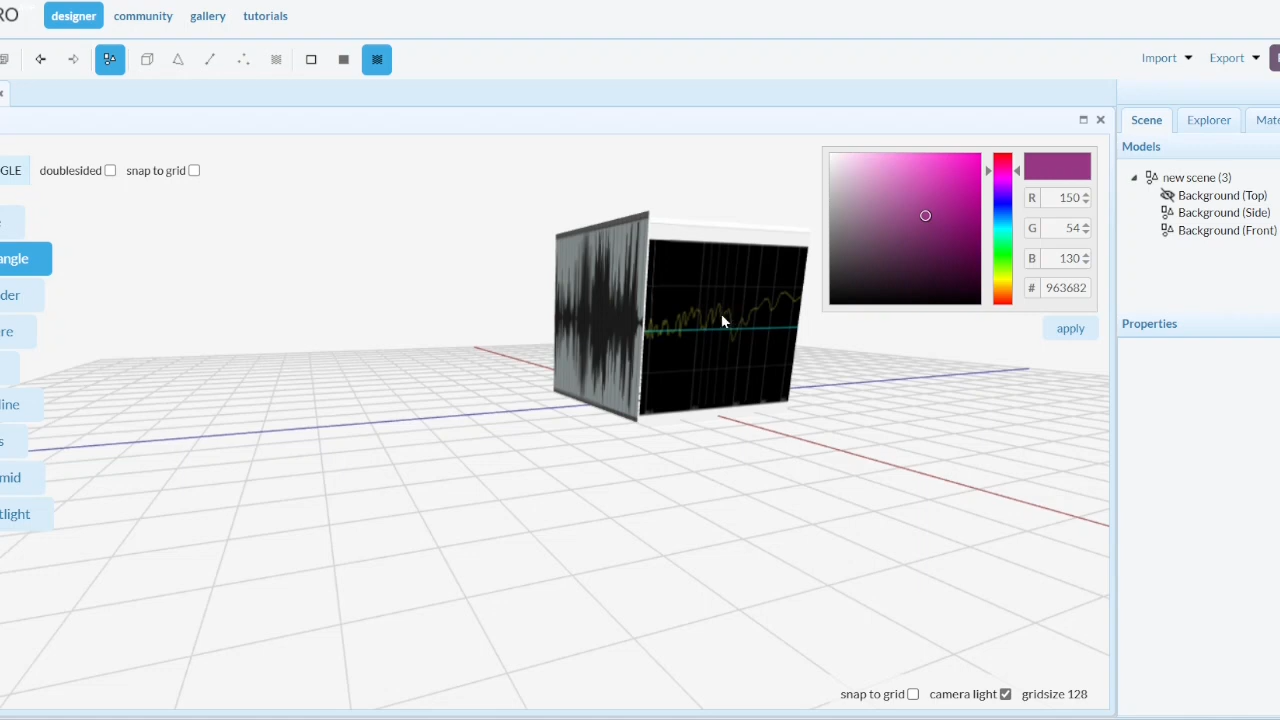 RO designer community gallery tutorials
Import Export
Scene Explorer Mate
GLE doublesided snap to grid
Models
new scene (3)
Background (Top)
Background (Side)
Background (Front)
R 150
G 54
B 130
# 963682
apply
Properties
angle
der
re
line
s
mid
tlight
snap to grid camera light gridsize 128